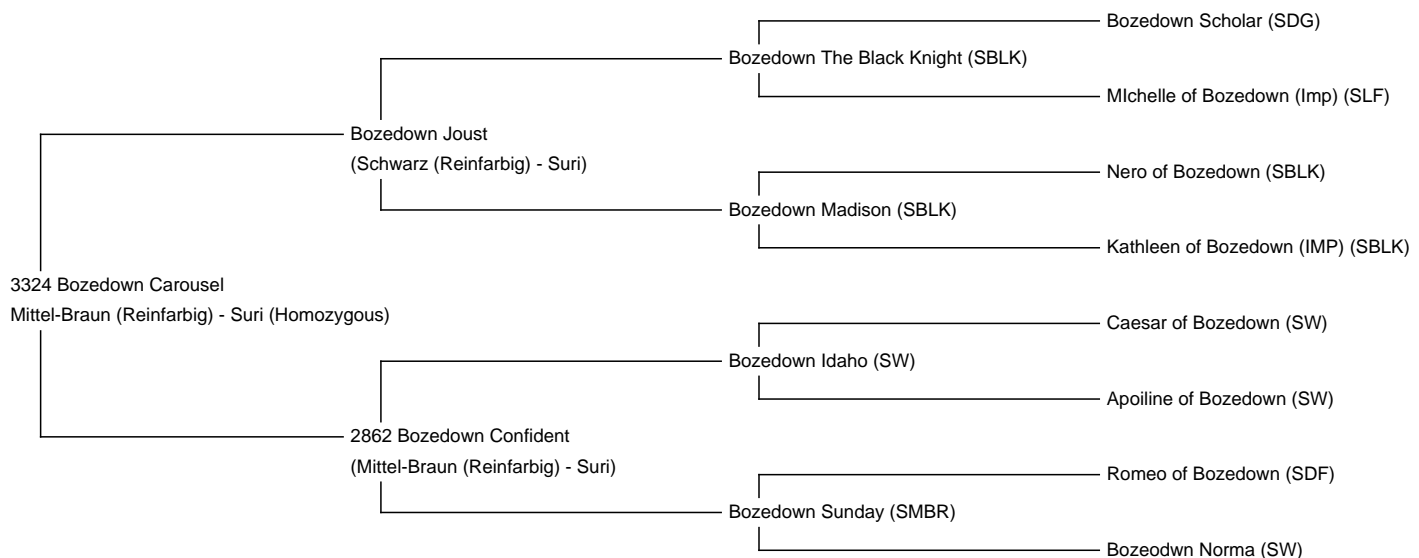 Bozedown Scholar (SDG)
Bozedown The Black Knight (SBLK)
MIchelle of Bozedown (Imp) (SLF)
Bozedown Joust
(Schwarz (Reinfarbig) - Suri)
Nero of Bozedown (SBLK)
Bozedown Madison (SBLK)
Kathleen of Bozedown (IMP) (SBLK)
3324 Bozedown Carousel
Mittel-Braun (Reinfarbig) - Suri (Homozygous)
Caesar of Bozedown (SW)
Bozedown Idaho (SW)
Apoiline of Bozedown (SW)
2862 Bozedown Confident
(Mittel-Braun (Reinfarbig) - Suri)
Romeo of Bozedown (SDF)
Bozedown Sunday (SMBR)
Bozeodwn Norma (SW)